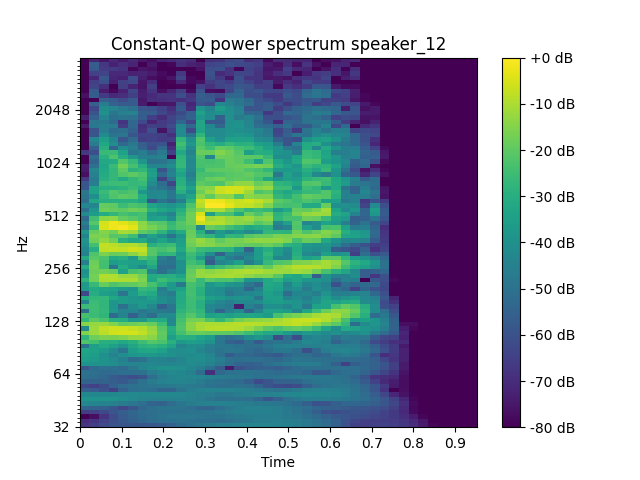 Constant-Q power spectrum speaker_12
Hz
2048
1024
512
256
128
64
32
0 0.1 0.2 0.3 0.4 0.5 0.6 0.7 0.8 0.9
Time
+0 dB
-10 dB
-20 dB
-30 dB
-40 dB
-50 dB
-60 dB
-70 dB
-80 dB